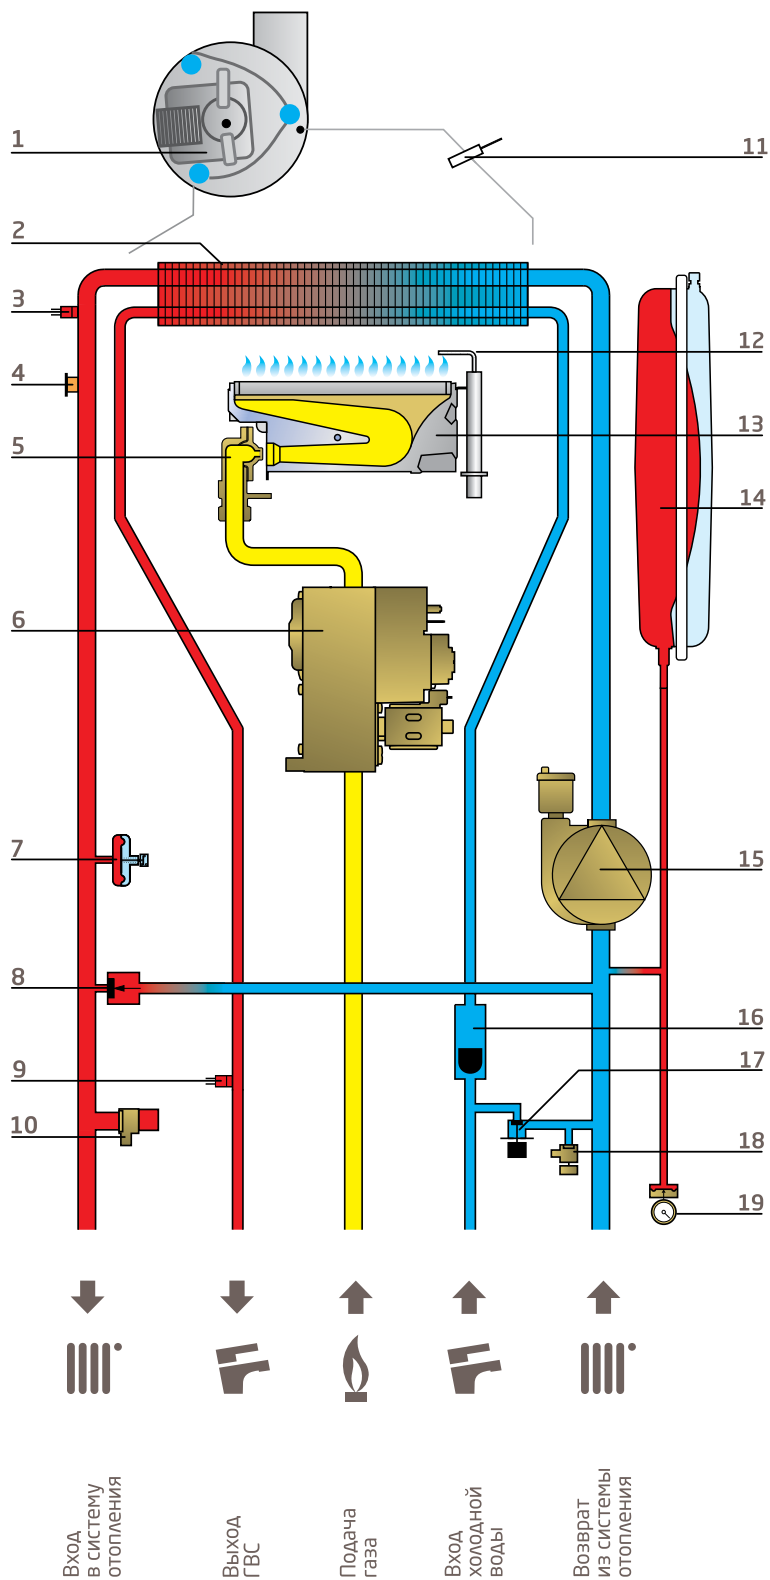 1
11
2
3
12
4
13
5
14
6
7
15
8
16
17
9
10
18
19
Вход
в систему
отопления
Выход
ГВС
Подача
газа
Вход
холодной
воды
Возврат
из системы
отопления